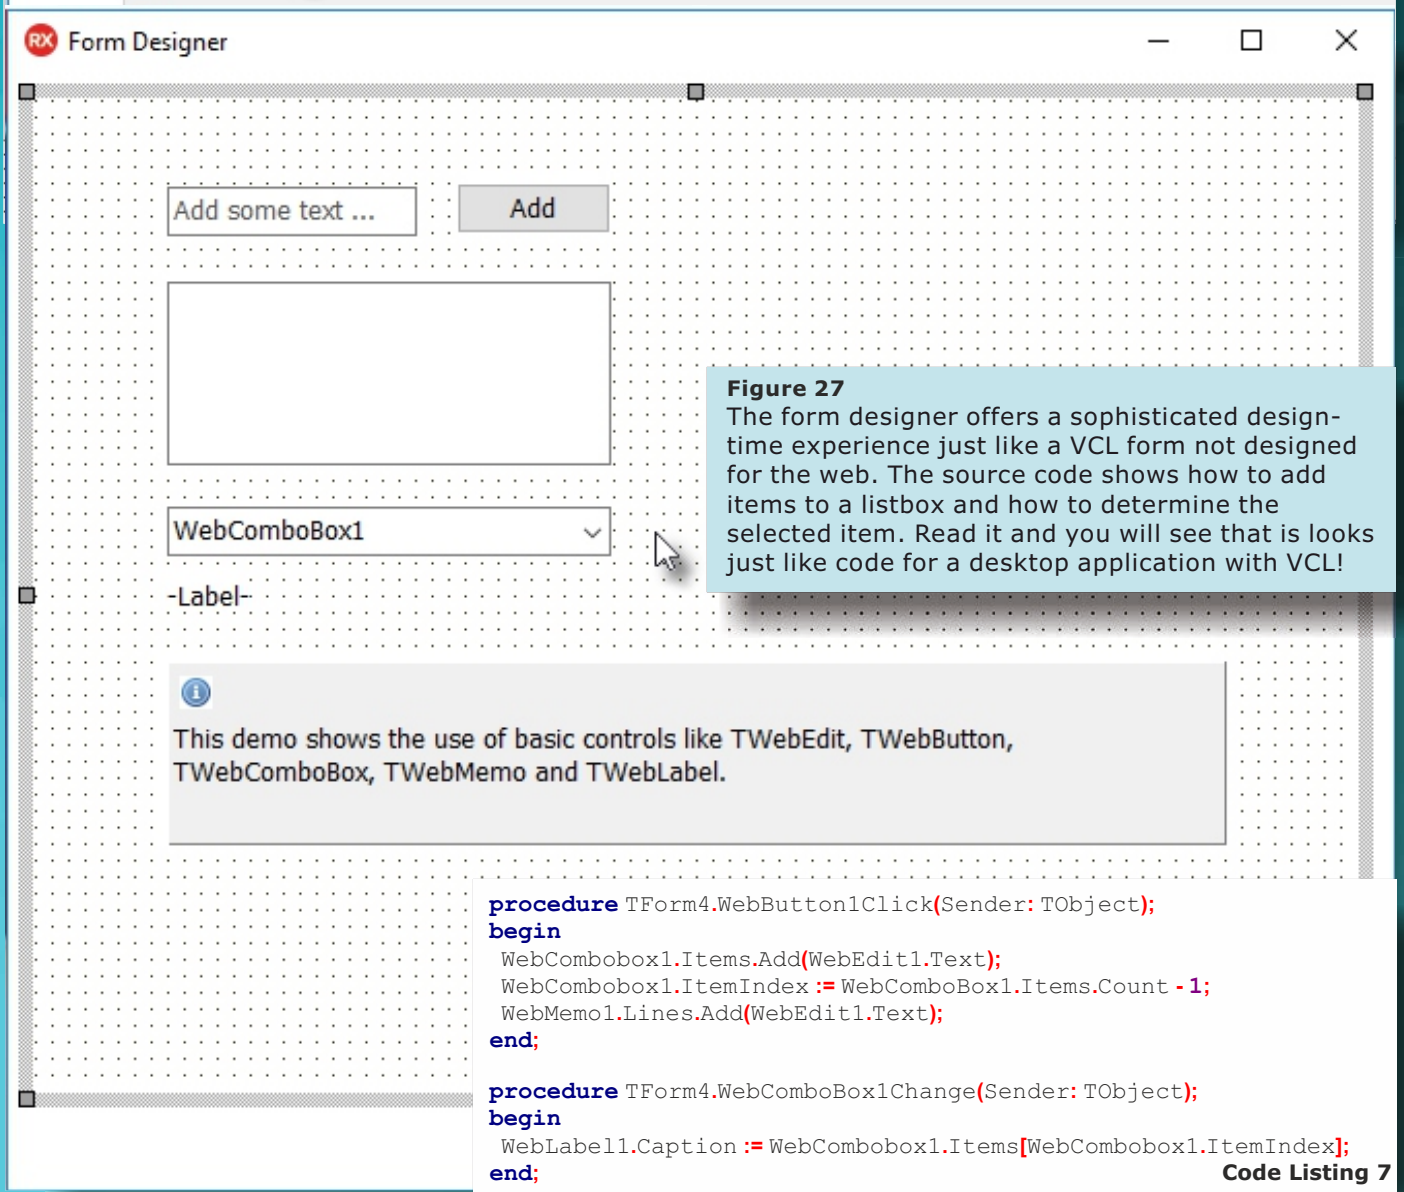 RX Form Designer
Add some text ...
Add
WebComboBox1
-Label-
Figure 27
The form designer offers a sophisticated design-
time experience just like a VCL form not designed
for the web. The source code shows how to add
items to a listbox and how to determine the
selected item. Read it and you will see that is looks
just like code for a desktop application with VCL!
This demo shows the use of basic controls like TWebEdit, TWebButton,
TWebComboBox, TWebMemo and TWebLabel.
procedure TForm4.WebButton1Click(Sender: TObject);
begin
WebCombobox1.Items.Add(WebEdit1.Text);
WebCombobox1.ItemIndex := WebComboBox1.Items.Count - 1;
WebMemo1.Lines.Add(WebEdit1.Text);
end;
procedure TForm4.WebComboBox1Change(Sender: TObject);
begin
WebLabel1.Caption := WebCombobox1.Items[WebCombobox1.ItemIndex];
end;
Code Listing 7